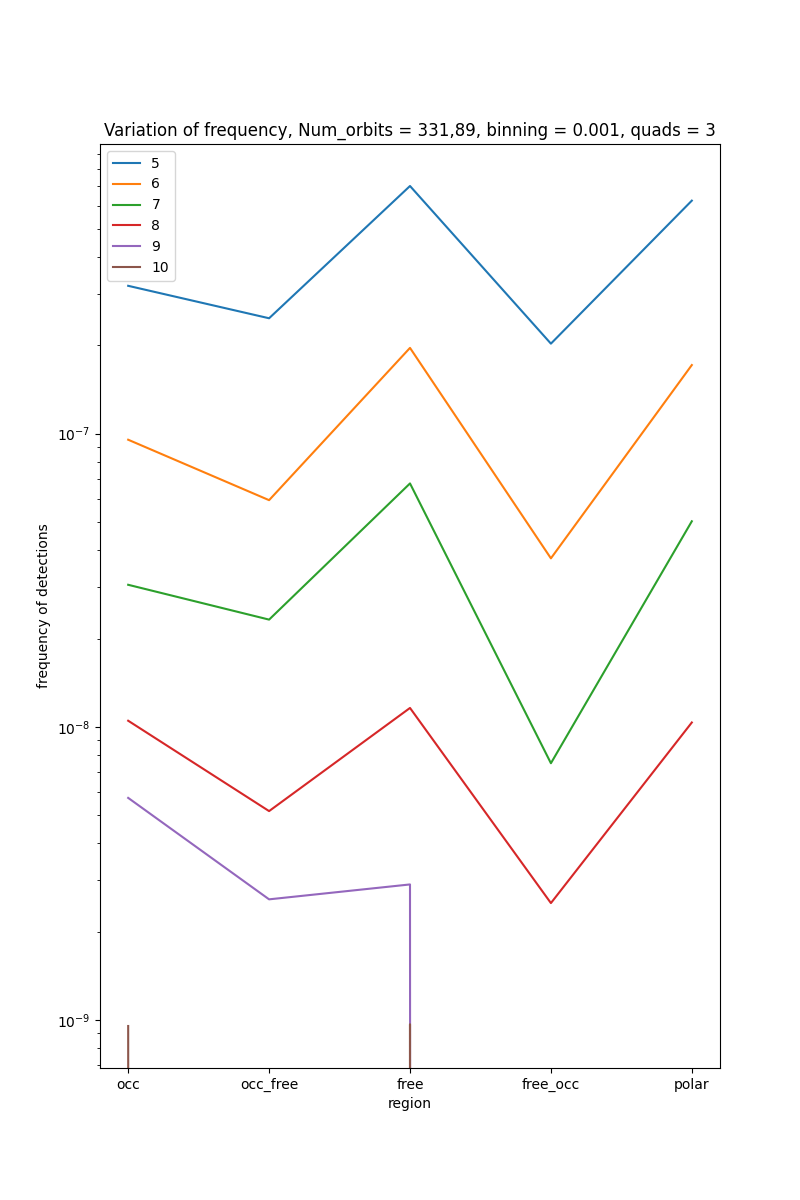 Variation of frequency, Num_orbits = 331,89, binning = 0.001, quads = 3
5
6
7
8
9
10
frequency of detections
10⁻⁷
10⁻⁸
10⁻⁹
occ occ_free free free_occ polar
region